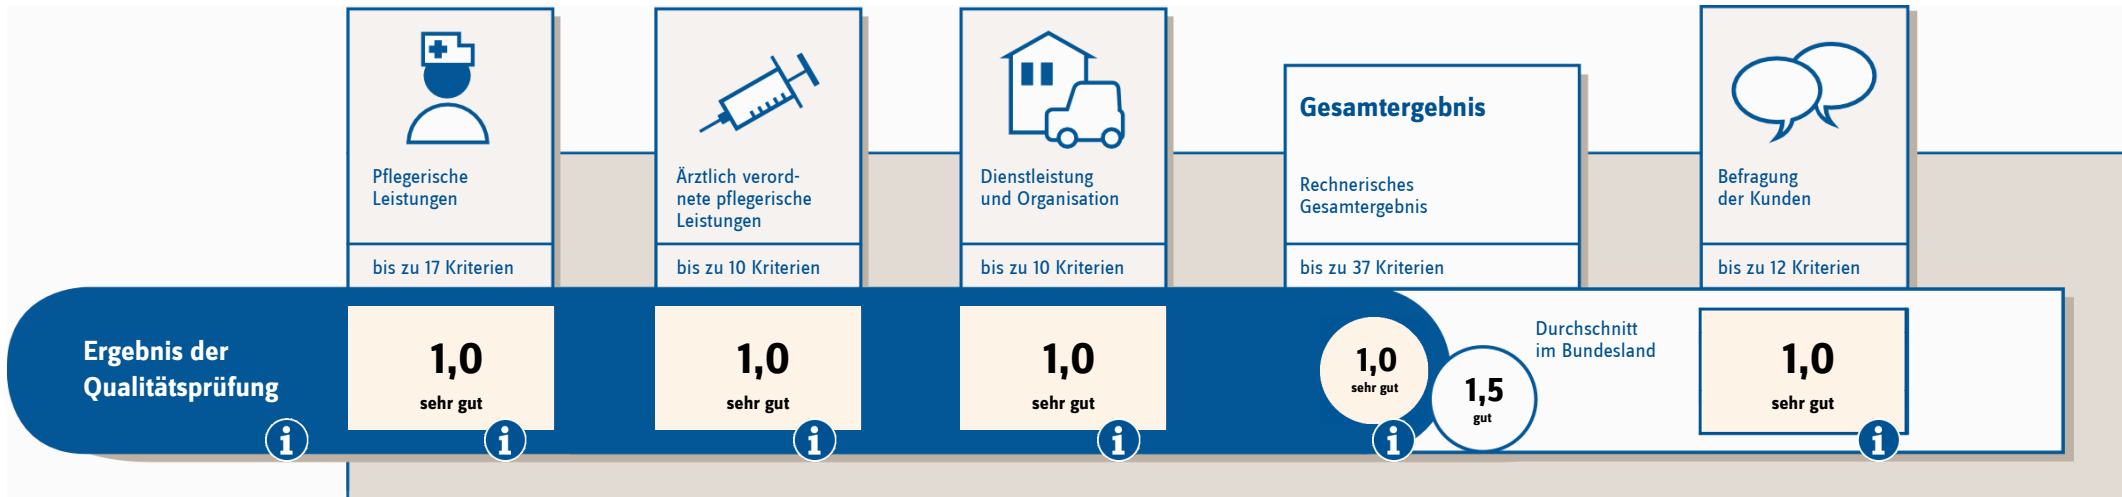 Pflegerische
Leistungen
bis zu 17 Kriterien
Ärztlich verord-
nete pflegerische
Leistungen
bis zu 10 Kriterien
Dienstleistung
und Organisation
bis zu 10 Kriterien
Gesamtergebnis
Rechnerisches
Gesamtergebnis
bis zu 37 Kriterien
Befragung
der Kunden
bis zu 12 Kriterien
Ergebnis der
Qualitätsprüfung
i
1,0
sehr gut
i
1,0
sehr gut
i
1,0
sehr gut
i
1,0
sehr gut
i
1,5
gut
Durchschnitt
im Bundesland
1,0
sehr gut
i